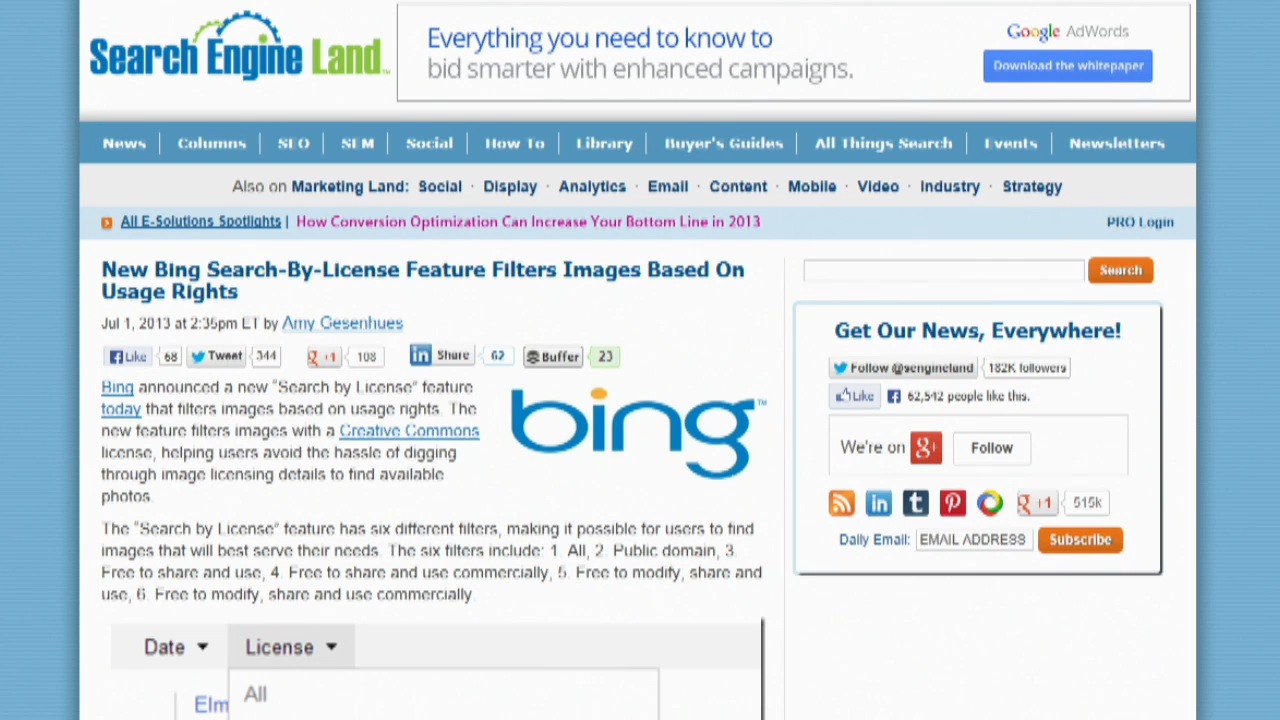 Search Engine Land™
Everything you need to know to
bid smarter with enhanced campaigns.
Google AdWords
Download the whitepaper
News Columns SEO SEM Social How To Library Buyer's Guides All Things Search Events Newsletters
Also on Marketing Land: Social · Display · Analytics · Email · Content · Mobile · Video · Industry · Strategy
All E-Solutions Spotlights | How Conversion Optimization Can Increase Your Bottom Line in 2013
PRO Login
New Bing Search-By-License Feature Filters Images Based On
Usage Rights
Jul 1, 2013 at 2:35pm ET by Amy Gesenhues
Like 68 Tweet 344 +1 108 in Share 62 Buffer 23
Bing announced a new "Search by License" feature
today that filters images based on usage rights. The
new feature filters images with a Creative Commons
license, helping users avoid the hassle of digging
through image licensing details to find available
photos.
bing™
The "Search by License" feature has six different filters, making it possible for users to find
images that will best serve their needs. The six filters include: 1. All, 2. Public domain, 3.
Free to share and use, 4. Free to share and use commercially, 5. Free to modify, share and
use, 6. Free to modify, share and use commercially
Date License
All
Elm
Search
Get Our News, Everywhere!
Follow @sengineland 182K followers
Like 62,542 people like this.
We're on g+ Follow
in t +1 515k
Daily Email: EMAIL ADDRESS Subscribe